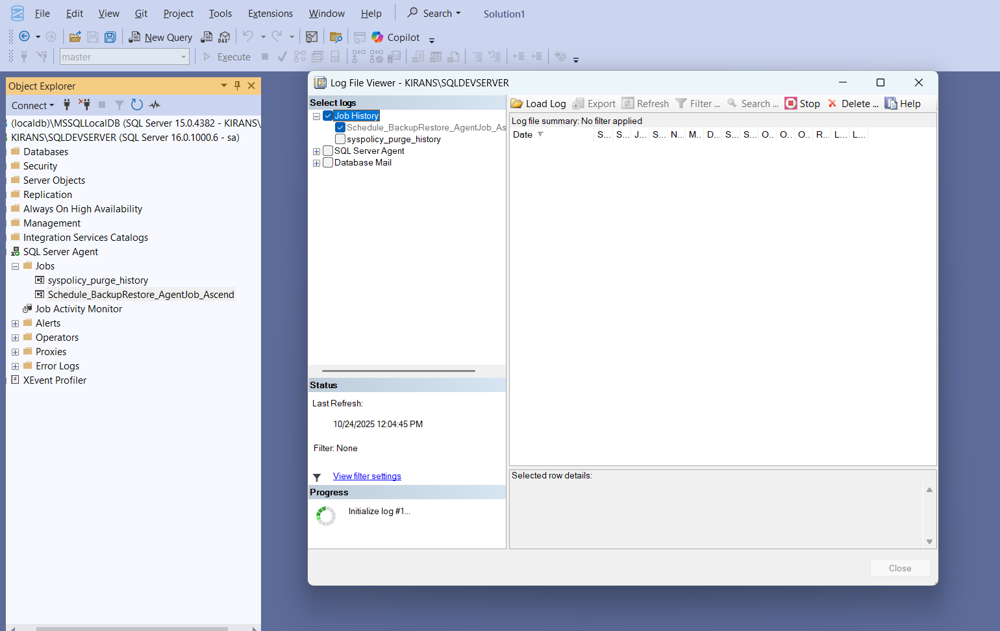 File Edit View Git Project Tools Extensions Window Help Search Solution1
New Query DAX Copilot
master Execute
Object Explorer
Connect
(localdb)\MSSQLLocalDB (SQL Server 15.0.4382 - KIRANS\
KIRANS\SQLDEVSERVER (SQL Server 16.0.1000.6 - sa)
Databases
Security
Server Objects
Replication
Always On High Availability
Management
Integration Services Catalogs
SQL Server Agent
Jobs
syspolicy_purge_history
Schedule_BackupRestore_AgentJob_Ascend
Job Activity Monitor
Alerts
Operators
Proxies
Error Logs
XEvent Profiler
Log File Viewer - KIRANS\SQLDEVSERVER
Select logs
Job History
Schedule_BackupRestore_AgentJob_As
syspolicy_purge_history
SQL Server Agent
Database Mail
Status
Last Refresh:
10/24/2025 12:04:45 PM
Filter: None
View filter settings
Progress
Initialize log #1...
Load Log Export Refresh Filter ... Search ... Stop Delete ... Help
Log file summary: No filter applied
Date S... S... J... S... N... M... D... S... S... O... O... O... R... L... L...
Selected row details:
Close